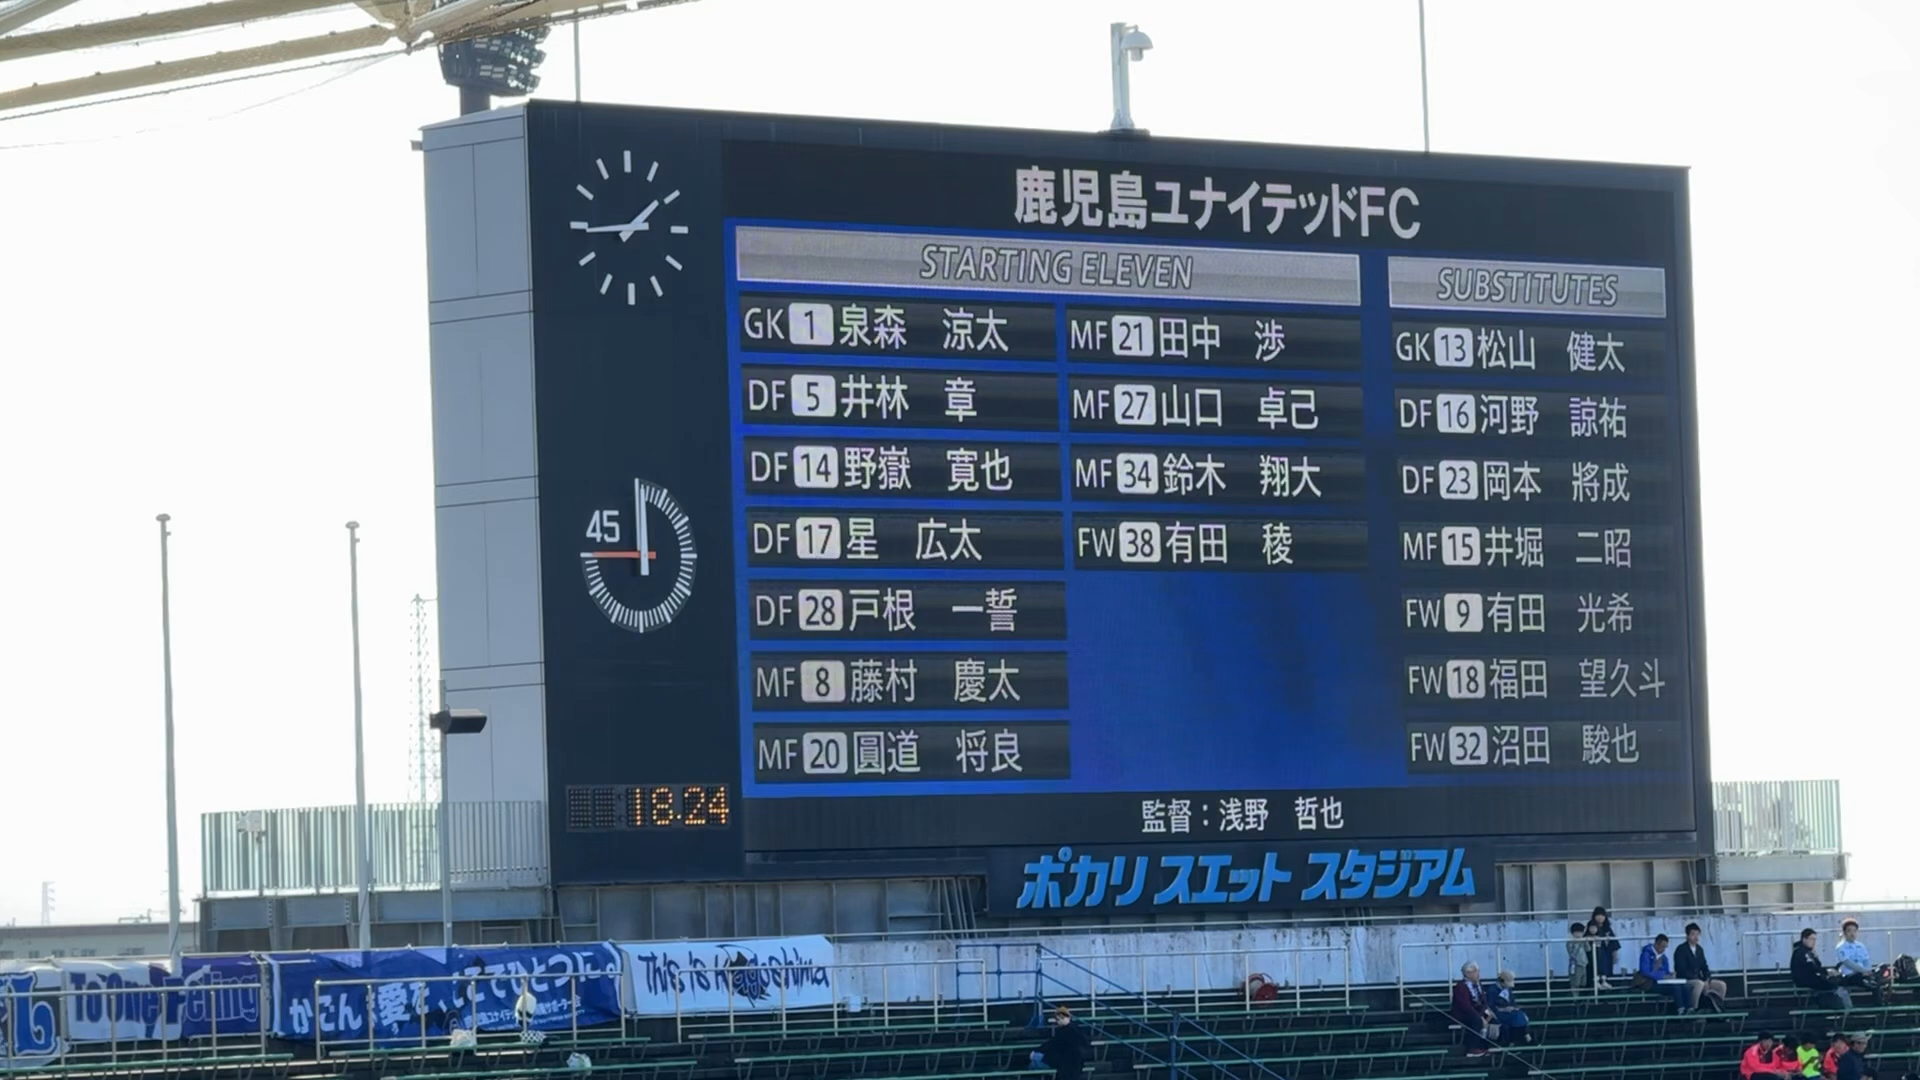 鹿児島ユナイテッドFC
STARTING ELEVEN
SUBSTITUTES
GK 1 泉森 涼太
DF 5 井林 章
DF 14 野嶽 寛也
DF 17 星 広太
DF 28 戸根 一誓
MF 8 藤村 慶太
MF 20 圓道 将良
MF 21 田中 渉
MF 27 山口 卓己
MF 34 鈴木 翔大
FW 38 有田 稜
GK 13 松山 健太
DF 16 河野 諒祐
DF 23 岡本 將成
MF 15 井堀 二昭
FW 9 有田 光希
FW 18 福田 望久斗
FW 32 沼田 駿也
監督：浅野 哲也
45
18.24
ポカリスエット スタジアム
To One Feeling
This is Kagoshima